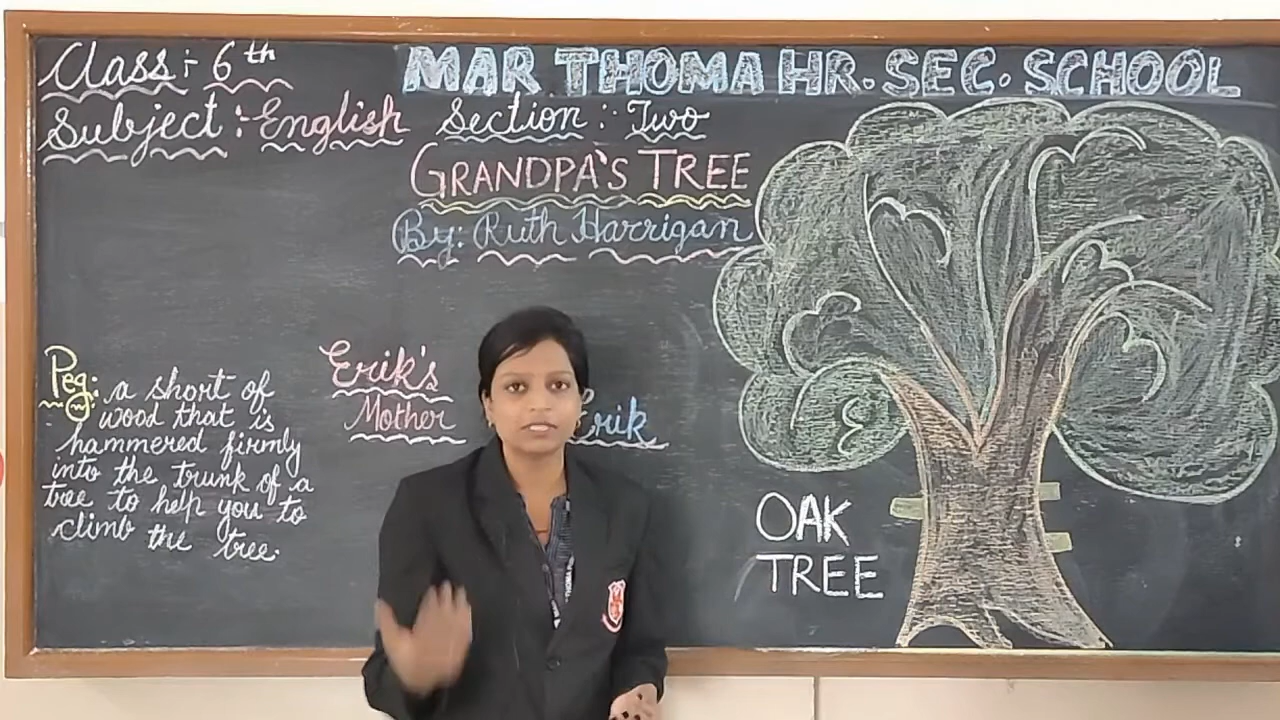 Class :- 6th
MAR THOMA HR. SEC. SCHOOL
Subject :- English Section : Two
GRANDPA'S TREE
By: Ruth Harrigan
Peg: a short of
wood that is
hammered firmly
into the trunk of a
tree to help you to
climb the tree.
Erik's
Mother
Erik
OAK
TREE